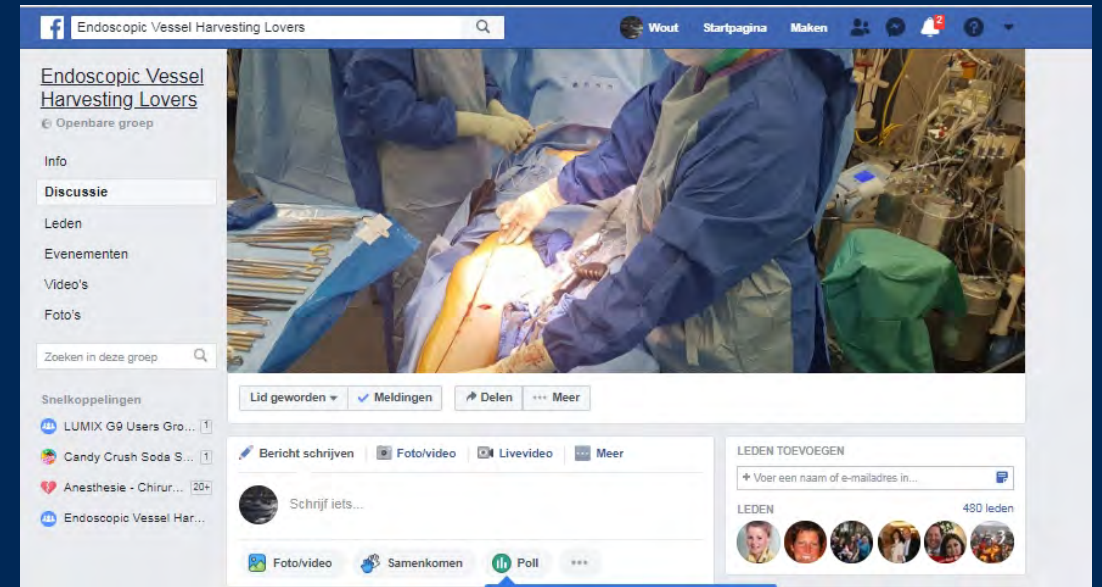 Endoscopic Vessel Harvesting Lovers
Wout
Startpagina
Maken
2
Endoscopic Vessel
Harvesting Lovers
Openbare groep
Info
Discussie
Leden
Evenementen
Video's
Foto's
Zoeken in deze groep
Snelkoppelingen
LUMIX G9 Users Gro... 1
Candy Crush Soda S... 1
Anesthesie - Chirur... 20+
Endoscopic Vessel Har...
Lid geworden
Meldingen
Delen
Meer
Bericht schrijven
Foto/video
Livevideo
Meer
Schrijf iets...
Foto/video
Samenkomen
Poll
LEDEN TOEVOEGEN
+ Voer een naam of e-mailadres in...
LEDEN
480 leden